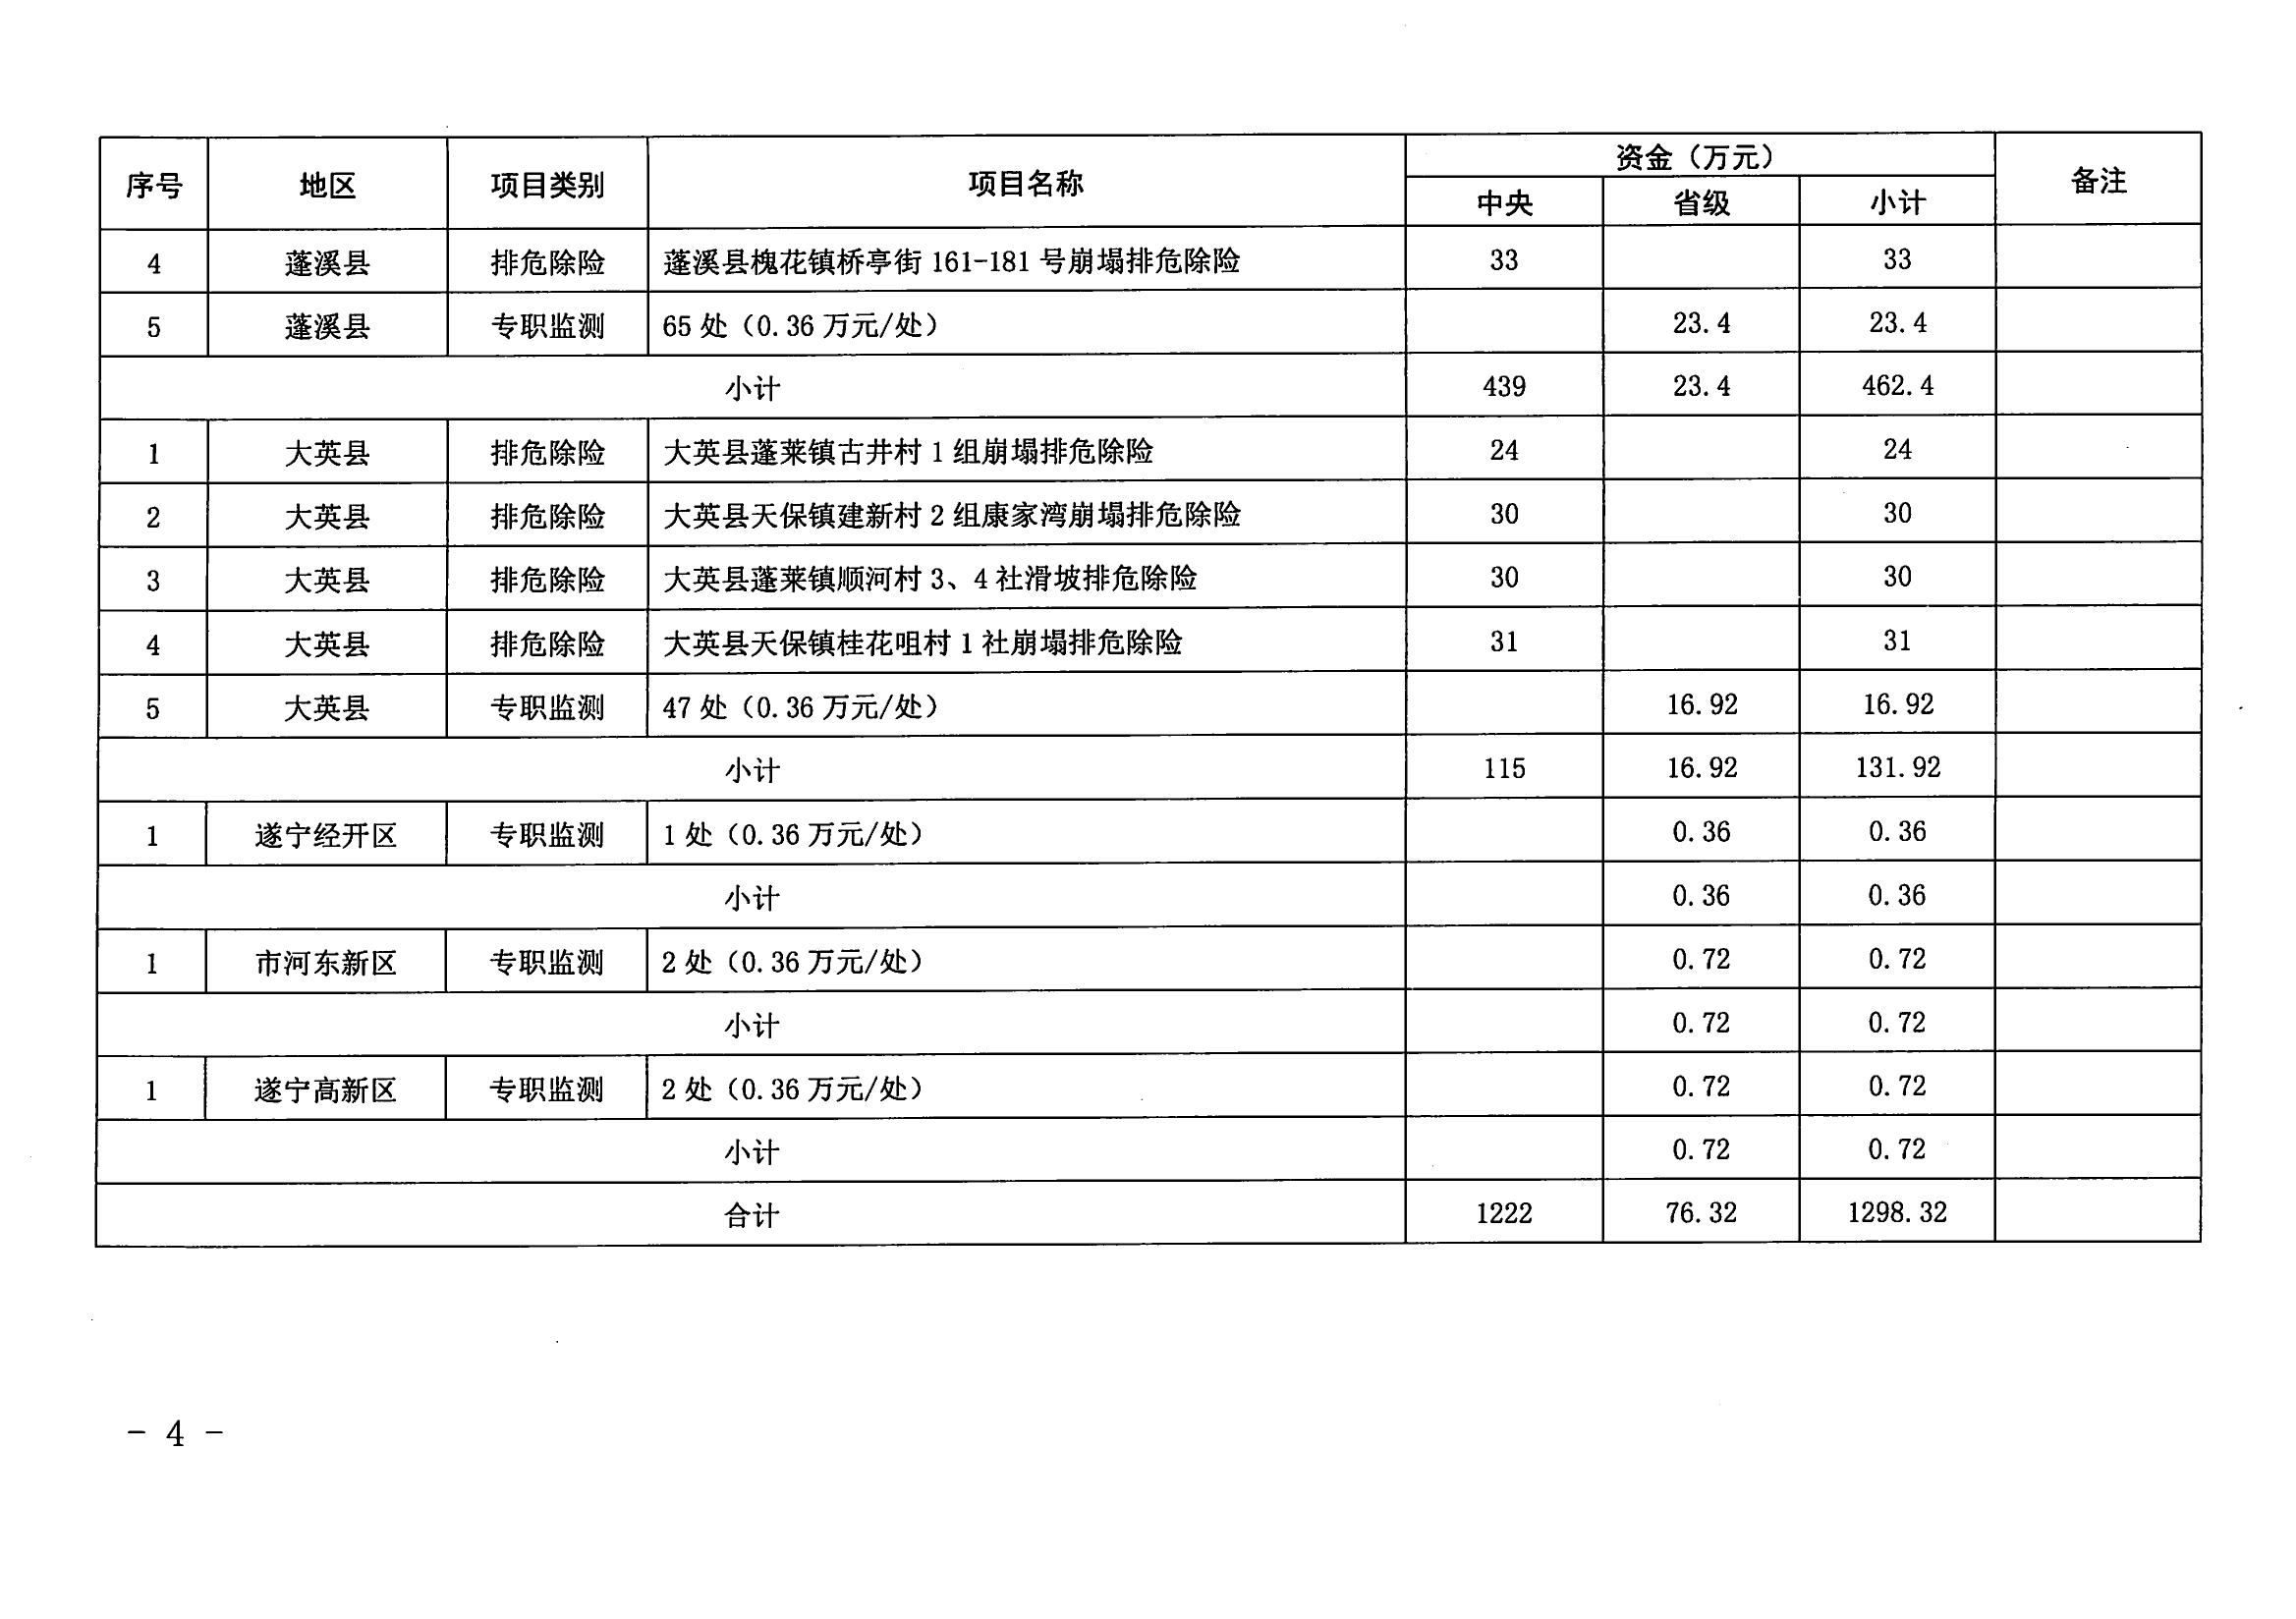 序号 地区 项目类别 项目名称 资金（万元） 备注
中央 省级 小计
4 蓬溪县 排危除险 蓬溪县槐花镇桥亭街 161-181 号崩塌排危除险 33 33
5 蓬溪县 专职监测 65 处（0.36 万元/处） 23.4 23.4
小计 439 23.4 462.4
1 大英县 排危除险 大英县蓬莱镇古井村 1 组崩塌排危除险 24 24
2 大英县 排危除险 大英县天保镇建新村 2 组康家湾崩塌排危除险 30 30
3 大英县 排危除险 大英县蓬莱镇顺河村 3、4 社滑坡排危除险 30 30
4 大英县 排危除险 大英县天保镇桂花咀村 1 社崩塌排危除险 31 31
5 大英县 专职监测 47 处（0.36 万元/处） 16.92 16.92
小计 115 16.92 131.92
1 遂宁经开区 专职监测 1 处（0.36 万元/处） 0.36 0.36
小计 0.36 0.36
1 市河东新区 专职监测 2 处（0.36 万元/处） 0.72 0.72
小计 0.72 0.72
1 遂宁高新区 专职监测 2 处（0.36 万元/处） 0.72 0.72
小计 0.72 0.72
合计 1222 76.32 1298.32
- 4 -